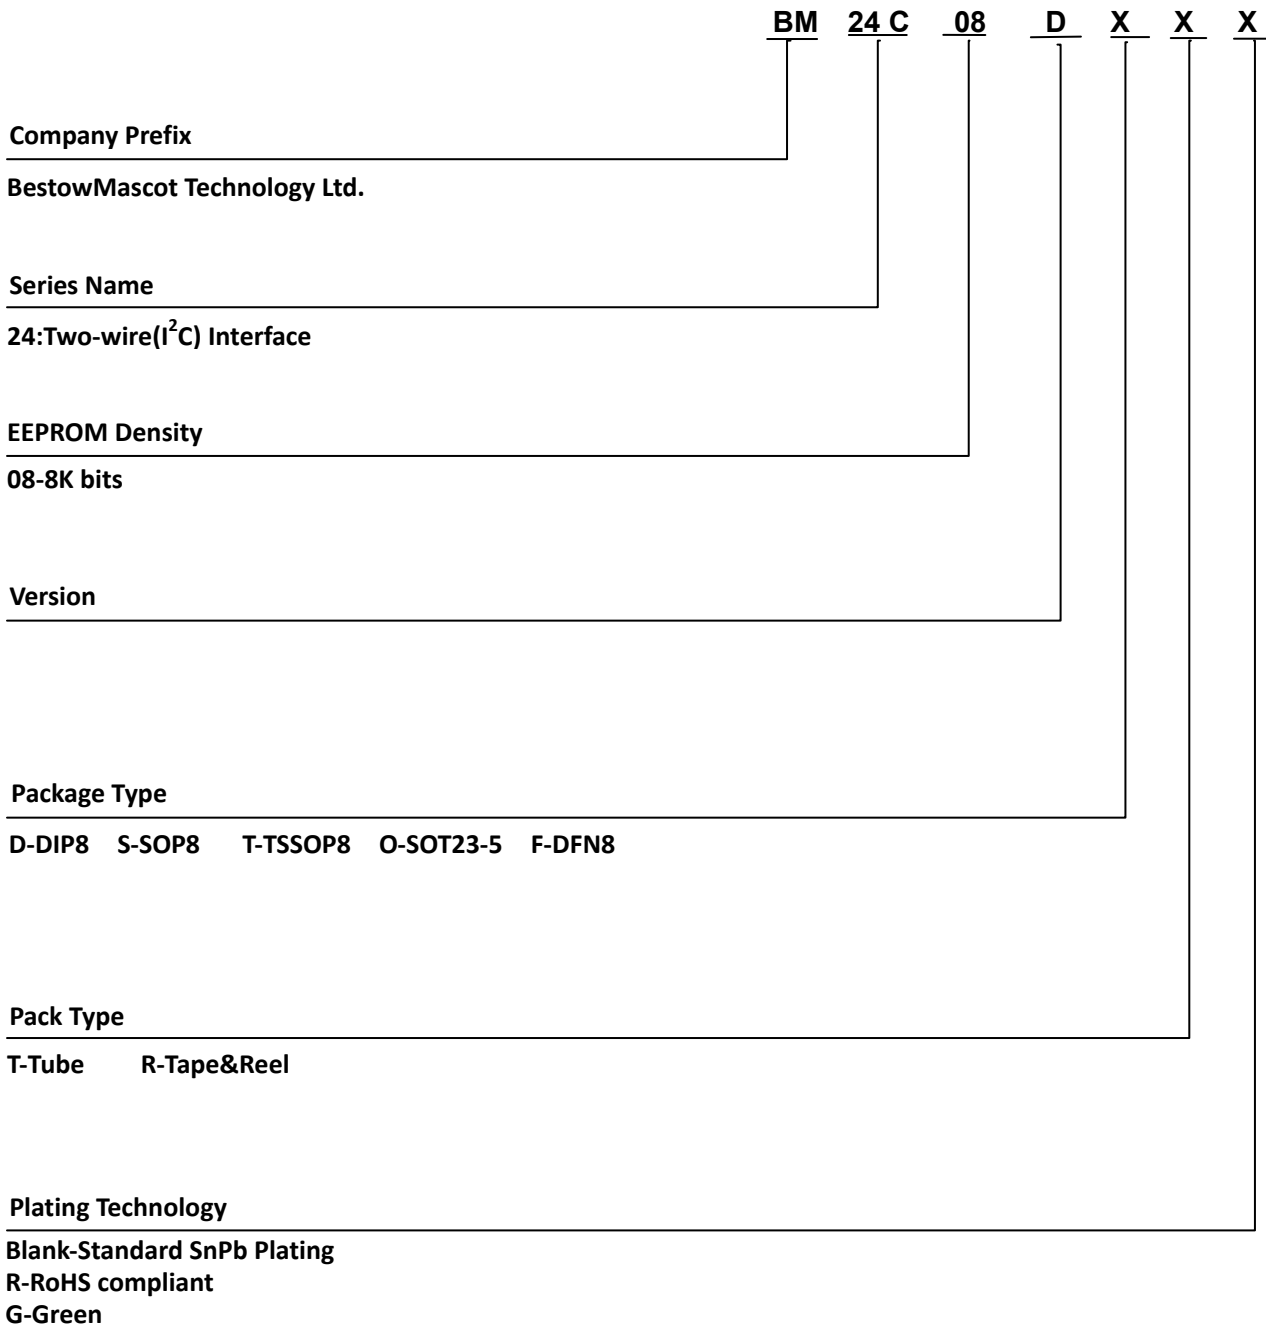 BM 24 C 08 D X X X
Company Prefix
BestowMascot Technology Ltd.
Series Name
24:Two-wire(I²C) Interface
EEPROM Density
08-8K bits
Version
Package Type
D-DIP8 S-SOP8 T-TSSOP8 O-SOT23-5 F-DFN8
Pack Type
T-Tube R-Tape&Reel
Plating Technology
Blank-Standard SnPb Plating
R-RoHS compliant
G-Green